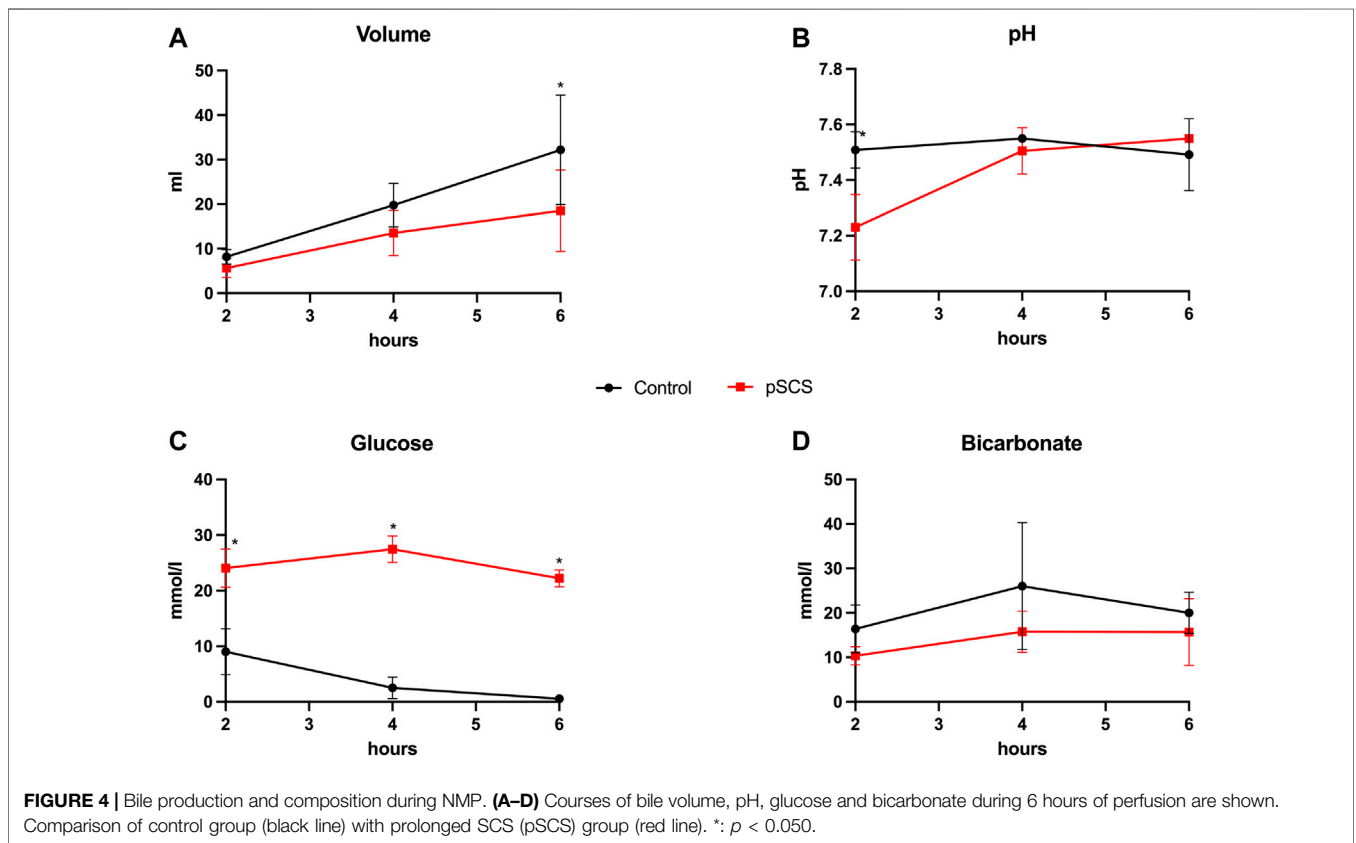 A Volume
50
40
30
20
10
0
ml
*
2 3 4 5 6
hours
B pH
7.8
7.6
7.4
7.2
7.0
pH
*
2 3 4 5 6
hours
Control pSCS
C Glucose
40
30
20
10
0
mmol/l
* * *
2 3 4 5 6
hours
D Bicarbonate
50
40
30
20
10
0
mmol/l
2 3 4 5 6
hours
FIGURE 4 | Bile production and composition during NMP. (A–D) Courses of bile volume, pH, glucose and bicarbonate during 6 hours of perfusion are shown.
Comparison of control group (black line) with prolonged SCS (pSCS) group (red line). *: p < 0.050.